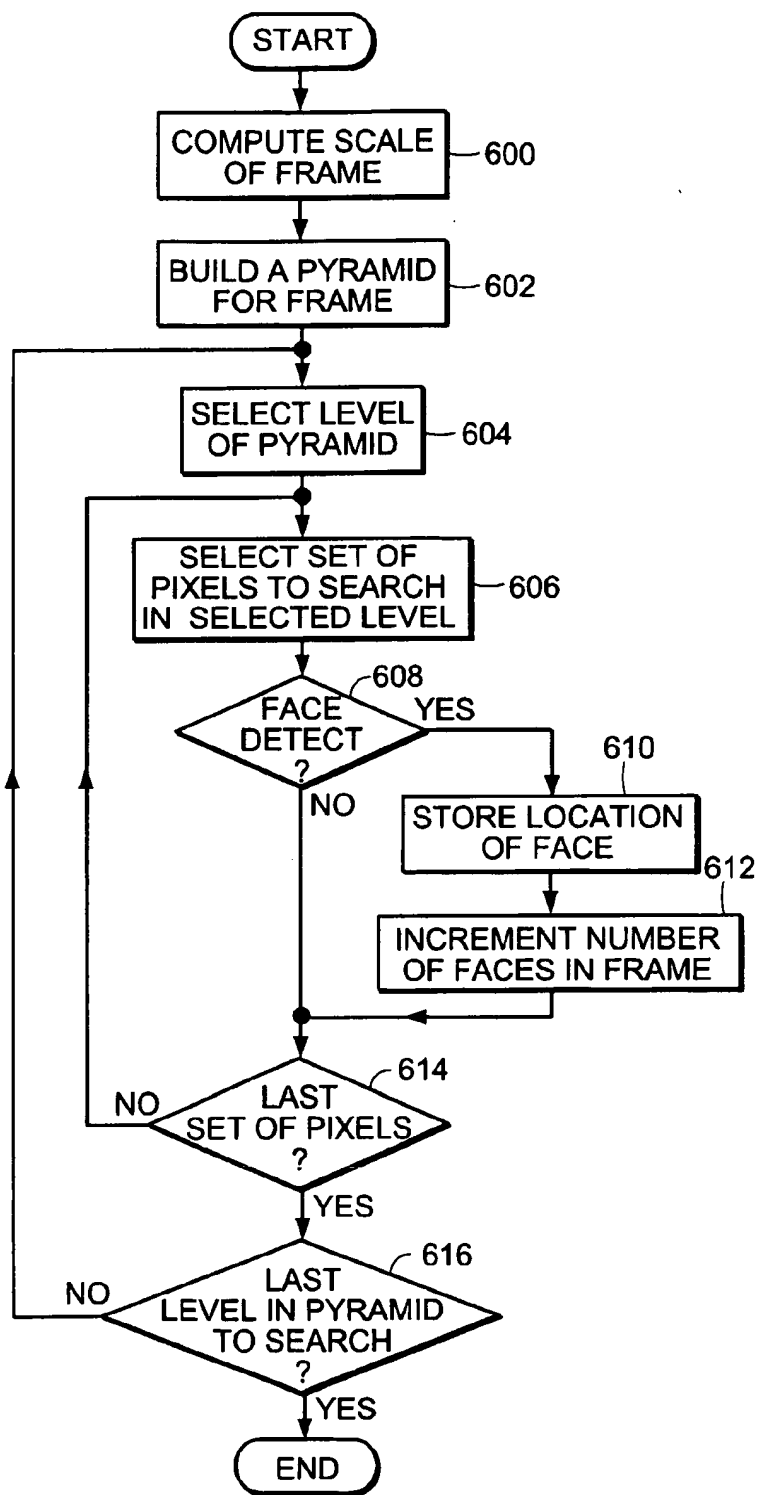 START
COMPUTE SCALE
OF FRAME
600
BUILD A PYRAMID
FOR FRAME
602
SELECT LEVEL
OF PYRAMID
604
SELECT SET OF
PIXELS TO SEARCH
IN SELECTED LEVEL
606
608
FACE
DETECT
?
YES
NO
610
STORE LOCATION
OF FACE
612
INCREMENT NUMBER
OF FACES IN FRAME
614
NO
LAST
SET OF PIXELS
?
YES
616
NO
LAST
LEVEL IN PYRAMID
TO SEARCH
?
YES
END